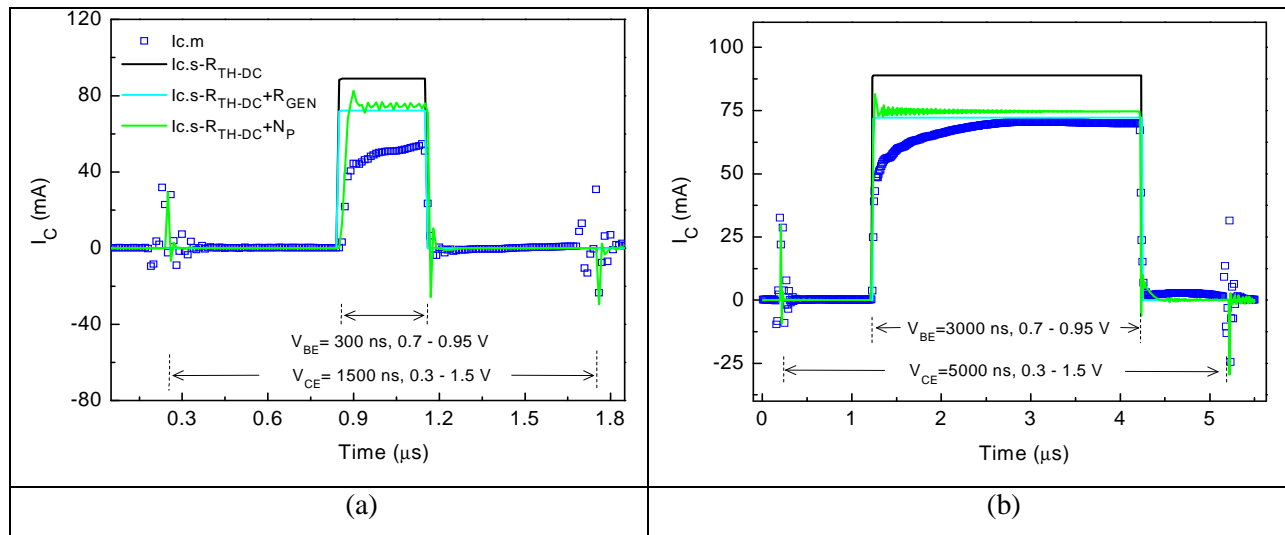 120
80
40
0
-40
-80
I_C (mA)
Ic.m
Ic.s-R_TH-DC
Ic.s-R_TH-DC+R_GEN
Ic.s-R_TH-DC+N_P
V_BE= 300 ns, 0.7 - 0.95 V
V_CE= 1500 ns, 0.3 - 1.5 V
0.3 0.6 0.9 1.2 1.5 1.8
Time (μs)
100
75
50
25
0
-25
I_C (mA)
V_BE= 3000 ns, 0.7 - 0.95 V
V_CE=5000 ns, 0.3 - 1.5 V
0 1 2 3 4 5
Time (μs)
(a) (b)